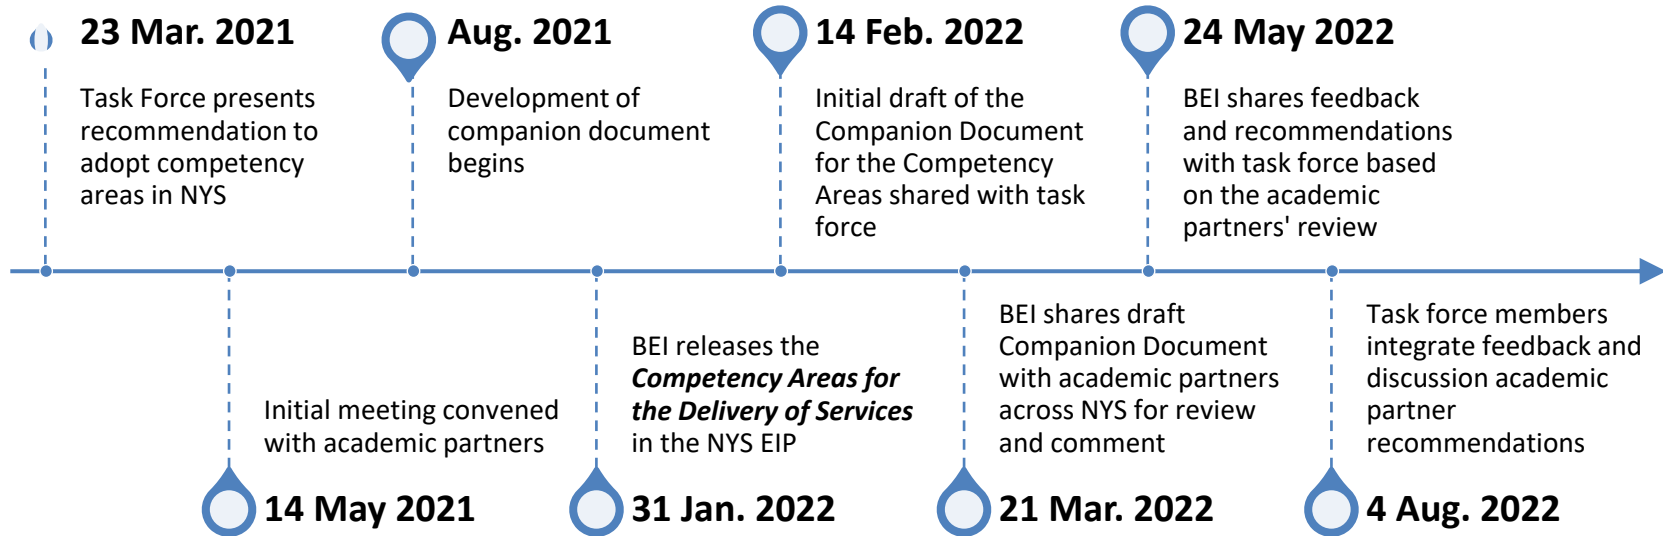 23 Mar. 2021
Task Force presents
recommendation to
adopt competency
areas in NYS
Aug. 2021
Development of
companion document
begins
14 Feb. 2022
Initial draft of the
Companion Document
for the Competency
Areas shared with task
force
24 May 2022
BEI shares feedback
and recommendations
with task force based
on the academic
partners' review
Initial meeting convened
with academic partners
14 May 2021
BEI releases the
Competency Areas for
the Delivery of Services
in the NYS EIP
31 Jan. 2022
BEI shares draft
Companion Document
with academic partners
across NYS for review
and comment
21 Mar. 2022
Task force members
integrate feedback and
discussion academic
partner
recommendations
4 Aug. 2022